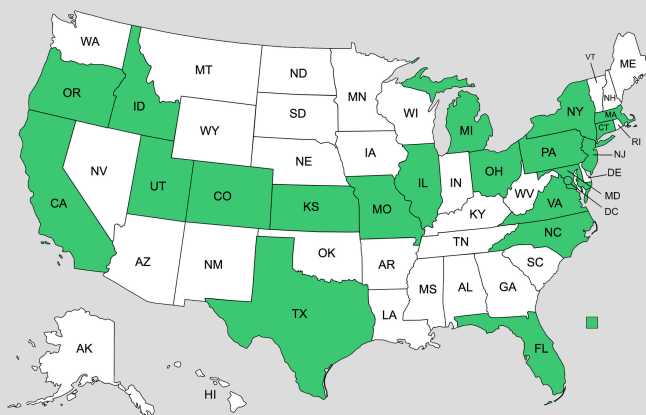 WA
MT
ND
MN
WI
MI
VT
ME
NH
NY
MA
CT
RI
OR
ID
WY
SD
IA
NE
PA
NJ
NV
UT
CO
KS
MO
IL
IN
OH
WV
VA
DE
MD
DC
KY
CA
AZ
NM
OK
AR
TN
NC
SC
TX
LA
MS
AL
GA
FL
AK
HI